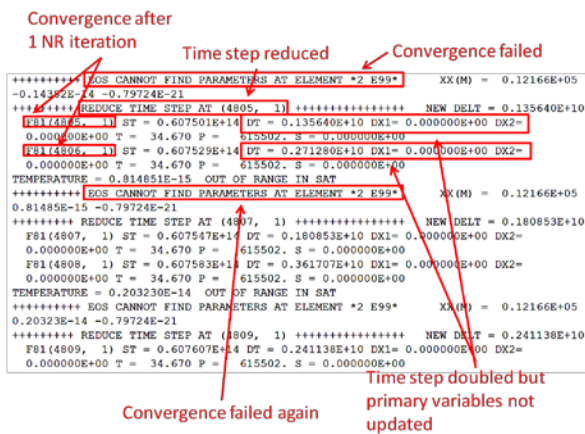 Convergence after
1 NR iteration
Time step reduced
Convergence failed
+++++++++ EOS CANNOT FIND PARAMETERS AT ELEMENT *2 E99* XX(M) = 0.12166E+05
-0.14382E-14 -0.79724E-21
+++++++++ REDUCE TIME STEP AT (4805, 1) ++++++++++++++++ NEW DELT = 0.135640E+10
F81(4805, 1) ST = 0.607501E+14 DT = 0.135640E+10 DX1= 0.000000E+00 DX2=
0.000000E+00 T = 34.670 P = 615502. S = 0.000000E+00
F81(4806, 1) ST = 0.607529E+14 DT = 0.271280E+10 DX1= 0.000000E+00 DX2=
0.000000E+00 T = 34.670 P = 615502. S = 0.000000E+00
TEMPERATURE = 0.814851E-15 OUT OF RANGE IN SAT
+++++++++ EOS CANNOT FIND PARAMETERS AT ELEMENT *2 E99* XX(M) = 0.12166E+05
0.81485E-15 -0.79724E-21
+++++++++ REDUCE TIME STEP AT (4807, 1) ++++++++++++++++ NEW DELT = 0.180853E+10
F81(4807, 1) ST = 0.607547E+14 DT = 0.180853E+10 DX1= 0.000000E+00 DX2=
0.000000E+00 T = 34.670 P = 615502. S = 0.000000E+00
F81(4808, 1) ST = 0.607583E+14 DT = 0.361707E+10 DX1= 0.000000E+00 DX2=
0.000000E+00 T = 34.670 P = 615502. S = 0.000000E+00
TEMPERATURE = 0.203230E-14 OUT OF RANGE IN SAT
+++++++++ EOS CANNOT FIND PARAMETERS AT ELEMENT *2 E99* XX(M) = 0.12166E+05
0.20323E-14 -0.79724E-21
+++++++++ REDUCE TIME STEP AT (4809, 1) ++++++++++++++++ NEW DELT = 0.241138E+10
F81(4809, 1) ST = 0.607607E+14 DT = 0.241138E+10 DX1= 0.000000E+00 DX2=
0.000000E+00 T = 34.670 P = 615502. S = 0.000000E+00
Convergence failed again
Time step doubled but
primary variables not
updated